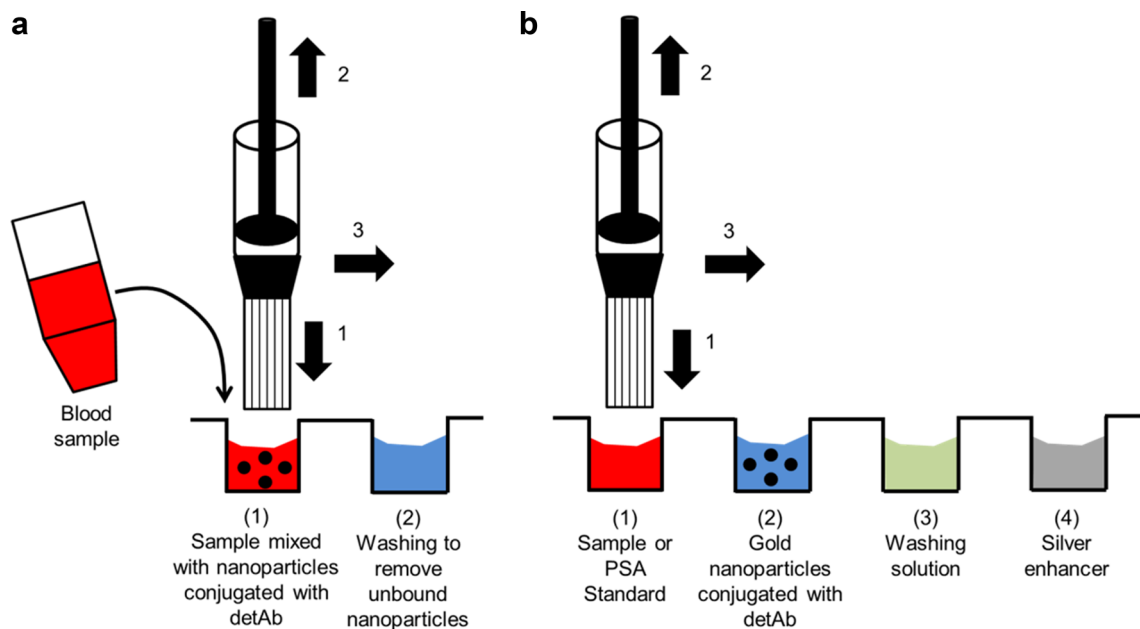 a
2
3
1
Blood
sample
(1)
Sample mixed
with nanoparticles
conjugated with
detAb
(2)
Washing to
remove
unbound
nanoparticles
b
2
3
1
(1)
Sample or
PSA
Standard
(2)
Gold
nanoparticles
conjugated with
detAb
(3)
Washing
solution
(4)
Silver
enhancer